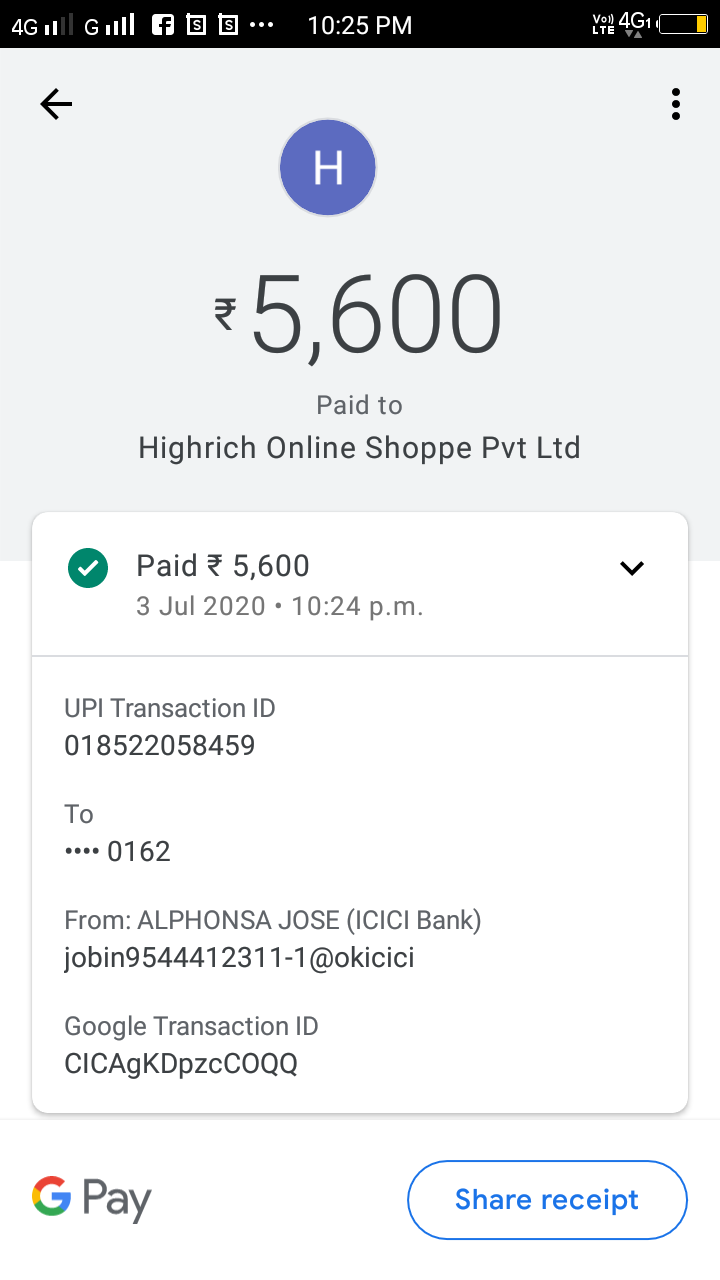 4G G 10:25 PM Vo)) LTE 4G1
H
₹5,600
Paid to
Highrich Online Shoppe Pvt Ltd
Paid ₹ 5,600
3 Jul 2020 • 10:24 p.m.
UPI Transaction ID
018522058459
To
•••• 0162
From: ALPHONSA JOSE (ICICI Bank)
jobin9544412311-1@okicici
Google Transaction ID
CICAgKDpzcCOQQ
G Pay
Share receipt